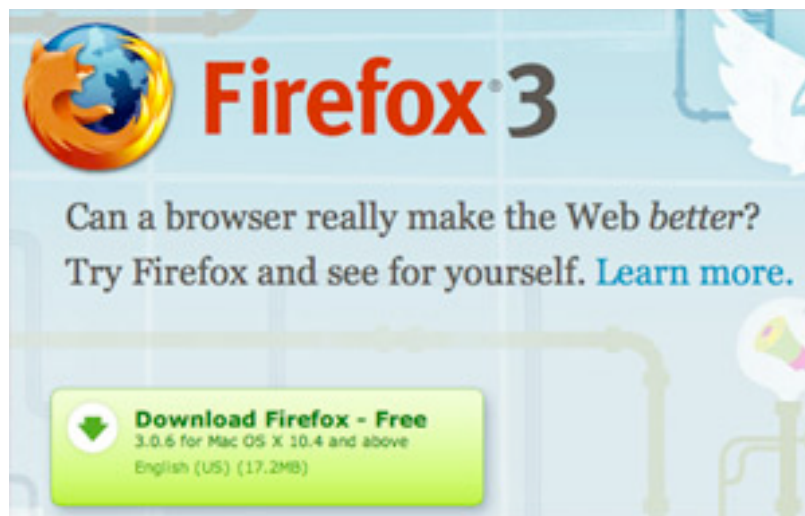 Firefox® 3
Can a browser really make the Web better?
Try Firefox and see for yourself. Learn more.
Download Firefox - Free
3.0.6 for Mac OS X 10.4 and above
English (US) (17.2MB)